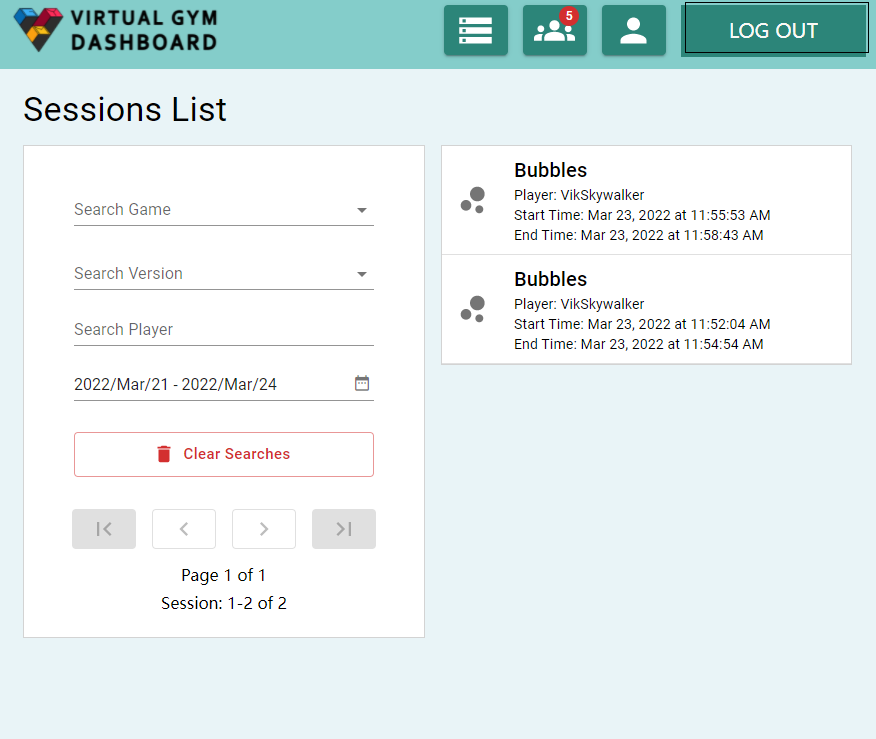 VIRTUAL GYM
DASHBOARD
5
LOG OUT
Sessions List
Search Game
Search Version
Search Player
2022/Mar/21 - 2022/Mar/24
Clear Searches
Page 1 of 1
Session: 1-2 of 2
Bubbles
Player: VikSkywalker
Start Time: Mar 23, 2022 at 11:55:53 AM
End Time: Mar 23, 2022 at 11:58:43 AM
Bubbles
Player: VikSkywalker
Start Time: Mar 23, 2022 at 11:52:04 AM
End Time: Mar 23, 2022 at 11:54:54 AM